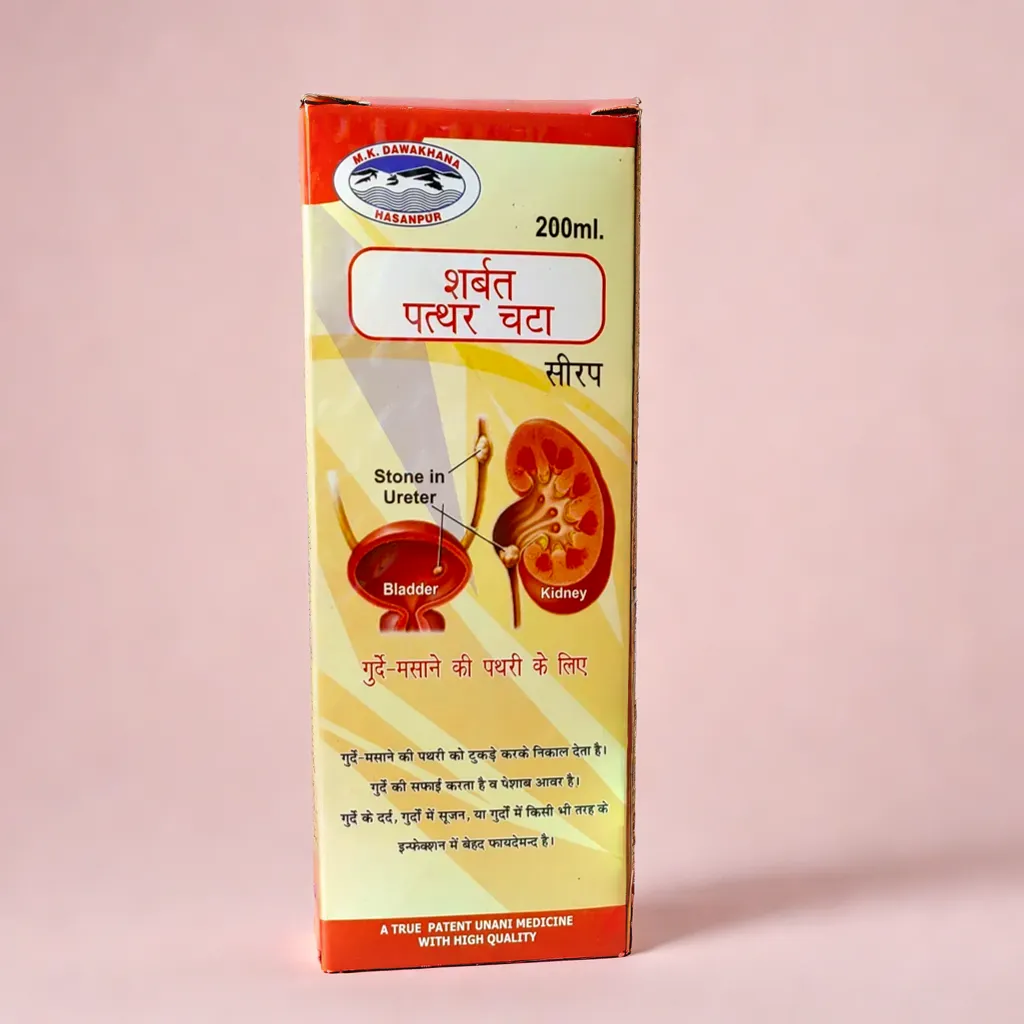 M.K. DAWAKHANA
HASANPUR
200ml.
शर्बत
पत्थर चटा
सीरप
Stone in
Ureter
Bladder
Kidney
गुर्दे-मसाने की पथरी के लिए
गुर्दे-मसाने की पथरी को टुकड़े करके निकाल देता है।
गुर्दे की सफाई करता है व पेशाब आवर है।
गुर्दे के दर्द, गुर्दों में सूजन, या गुर्दों में किसी भी तरह के
इन्फेक्शन में बेहद फायदेमन्द है।
A TRUE PATENT UNANI MEDICINE
WITH HIGH QUALITY